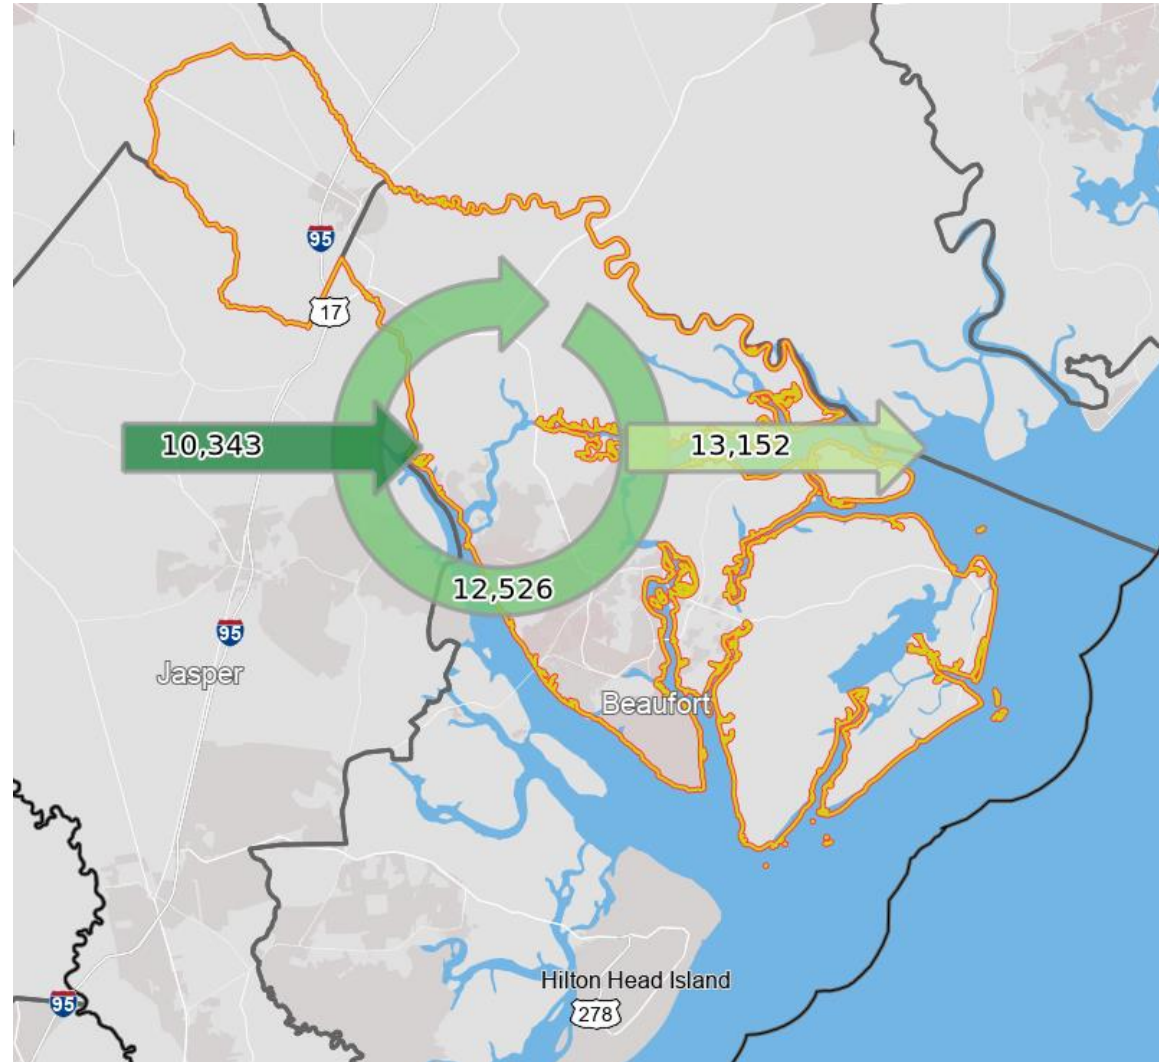 95
17
10,343
13,152
12,526
95
Jasper
Beaufort
Hilton Head Island
278
95